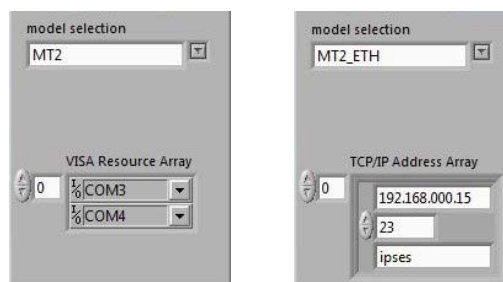 model selection
MT2
VISA Resource Array
0
I/O COM3
I/O COM4
model selection
MT2_ETH
TCP/IP Address Array
0
192.168.000.15
23
ipses